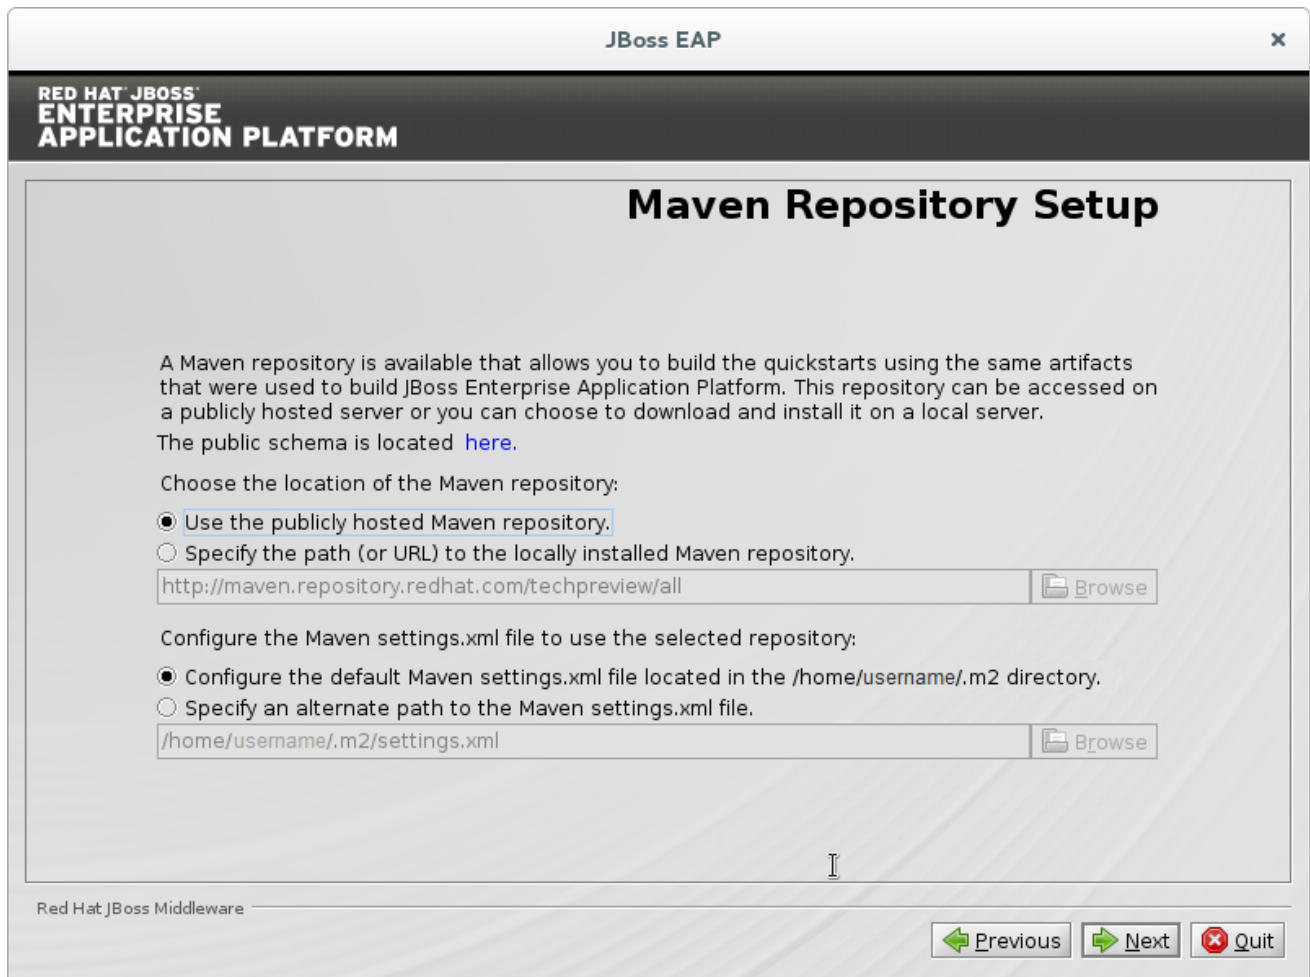 JBoss EAP
RED HAT JBOSS
ENTERPRISE
APPLICATION PLATFORM
Maven Repository Setup
A Maven repository is available that allows you to build the quickstarts using the same artifacts
that were used to build JBoss Enterprise Application Platform. This repository can be accessed on
a publicly hosted server or you can choose to download and install it on a local server.
The public schema is located here.
Choose the location of the Maven repository:
Use the publicly hosted Maven repository.
Specify the path (or URL) to the locally installed Maven repository.
http://maven.repository.redhat.com/techpreview/all Browse
Configure the Maven settings.xml file to use the selected repository:
Configure the default Maven settings.xml file located in the /home/username/.m2 directory.
Specify an alternate path to the Maven settings.xml file.
/home/username/.m2/settings.xml Browse
Red Hat JBoss Middleware
Previous Next Quit